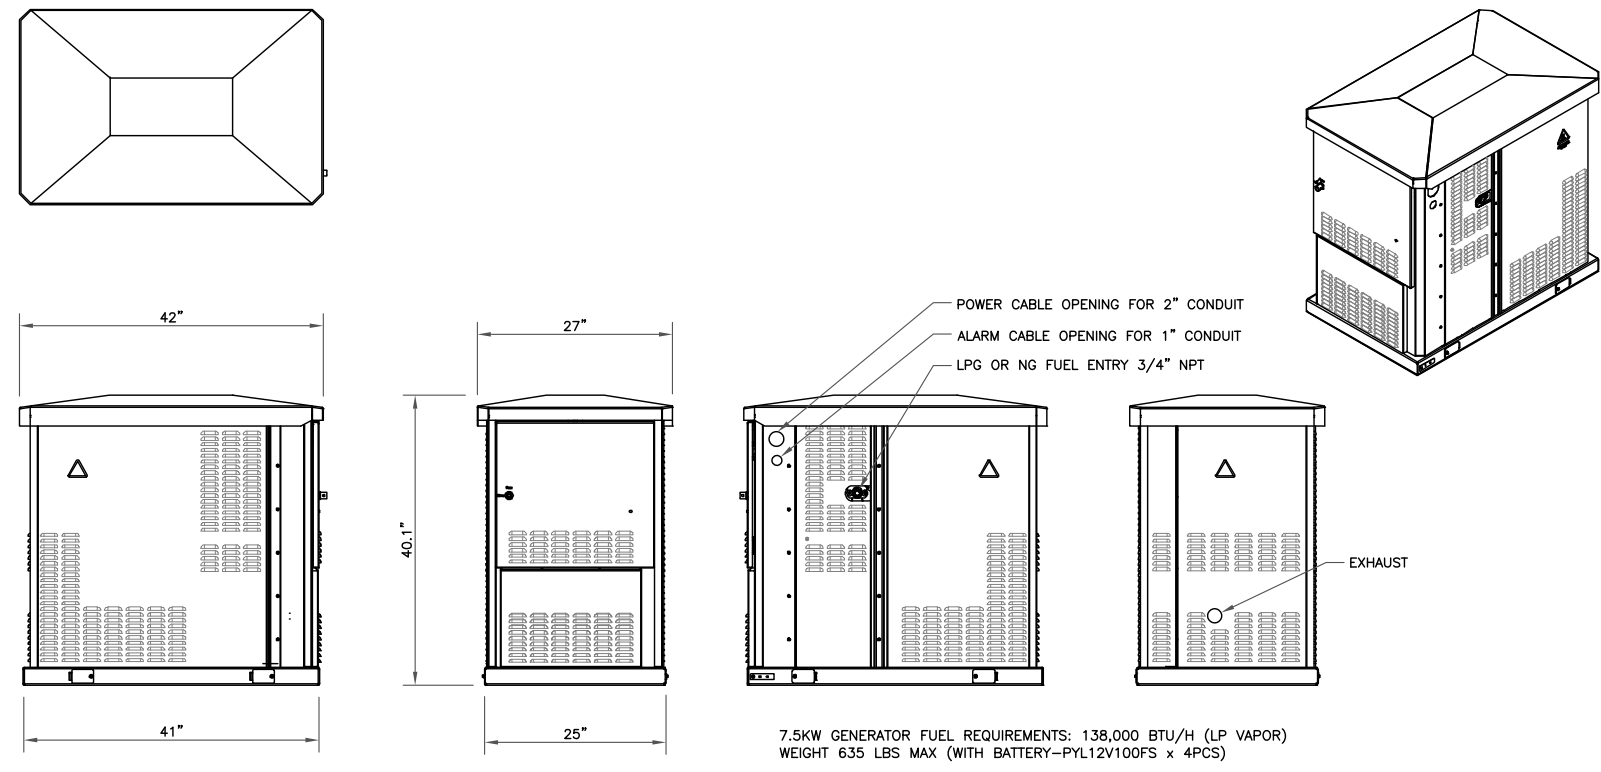 POWER CABLE OPENING FOR 2” CONDUIT
42”
27”
ALARM CABLE OPENING FOR 1” CONDUIT
LPG OR NG FUEL ENTRY 3/4” NPT
40.1”
EXHAUST
41”
25”
7.5KW GENERATOR FUEL REQUIREMENTS: 138,000 BTU/H (LP VAPOR)
WEIGHT 635 LBS MAX (WITH BATTERY–PYL12V100FS x 4PCS)